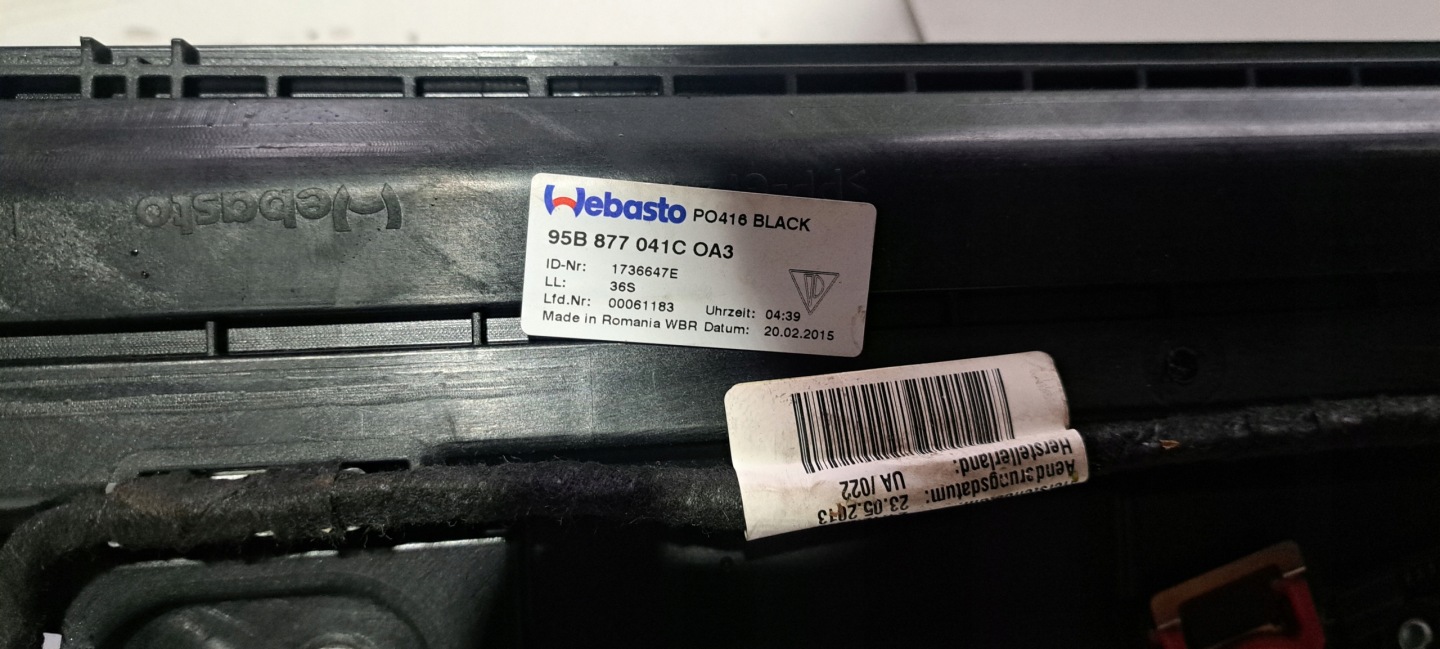 Webasto
Webasto PO416 BLACK
95B 877 041C OA3
ID-Nr: 1736647E
LL: 36S
Lfd.Nr: 00061183 Uhrzeit: 04:39
Made in Romania WBR Datum: 20.02.2015
Herstellerland: UA /022
Aenderungsdatum: 23.05.2013